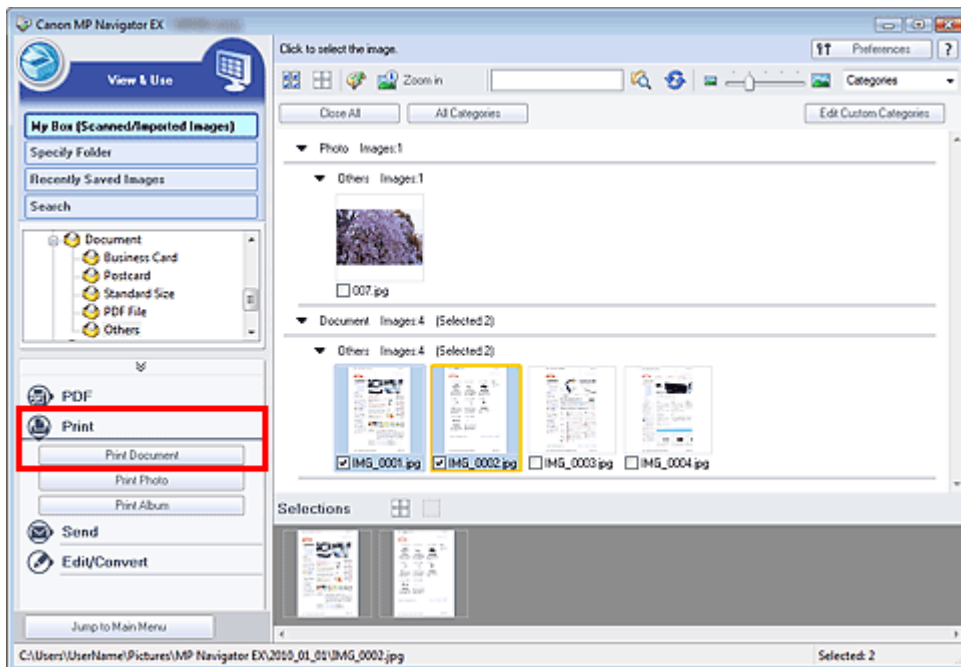 Canon MP Navigator EX
View & Use
My Box (Scanned/Imported Images)
Specify Folder
Recently Saved Images
Search
Document
Business Card
Postcard
Standard Size
PDF File
Others
PDF
Print
Print Document
Print Photo
Print Album
Send
Edit/Convert
Jump to Main Menu
Click to select the image.
Preferences ?
Zoom in
Categories
Close All All Categories Edit Custom Categories
Photo Images:1
Others Images:1
007.jpg
Document Images:4 (Selected:2)
Others Images:4 (Selected:2)
IMG_0001.jpg IMG_0002.jpg IMG_0003.jpg IMG_0004.jpg
Selections
C:\Users\UserName\Pictures\MP Navigator EX\2010_01_01\IMG_0002.jpg
Selected: 2